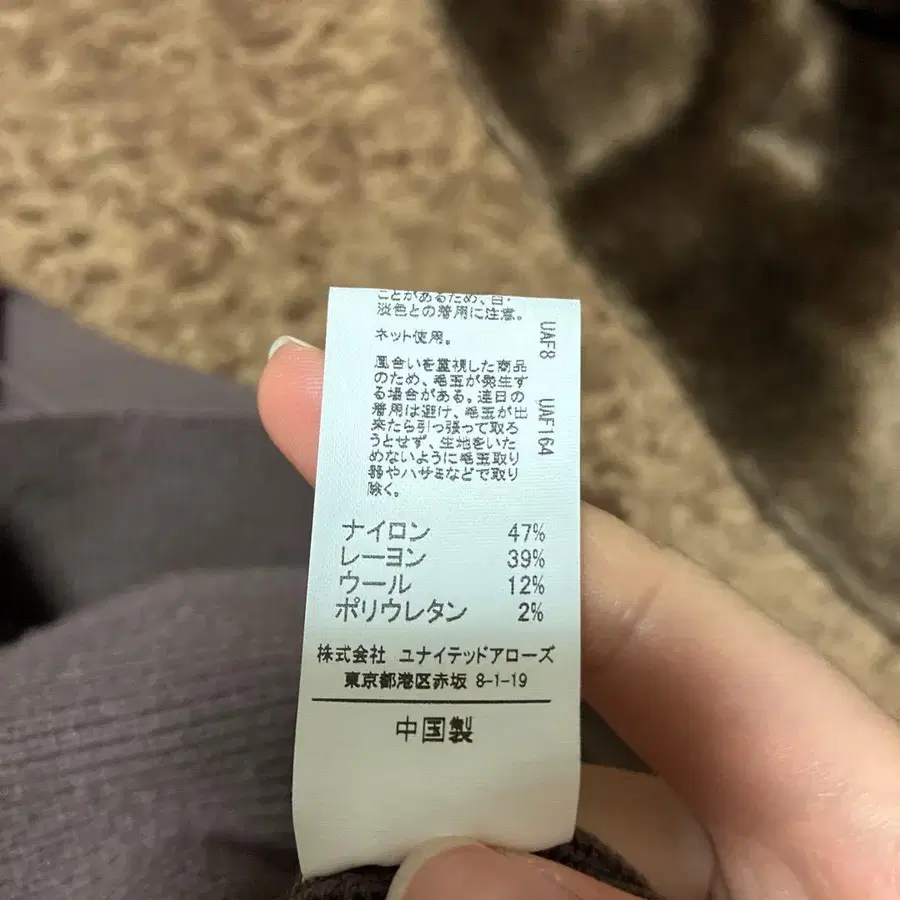 ことがあるため、白・
淡色との着用に注意。
ネット使用。
風合いを重視した商品
のため、毛玉が発生す
る場合がある。連日の
着用は避け、毛玉が出
来たら引っ張って取ろ
うとせず、生地をいた
めないように毛玉取り
器やハサミなどで取り
除く。
UAF8 UAF164
ナイロン 47%
レーヨン 39%
ウール 12%
ポリウレタン 2%
株式会社 ユナイテッドアローズ
東京都港区赤坂 8-1-19
中国製